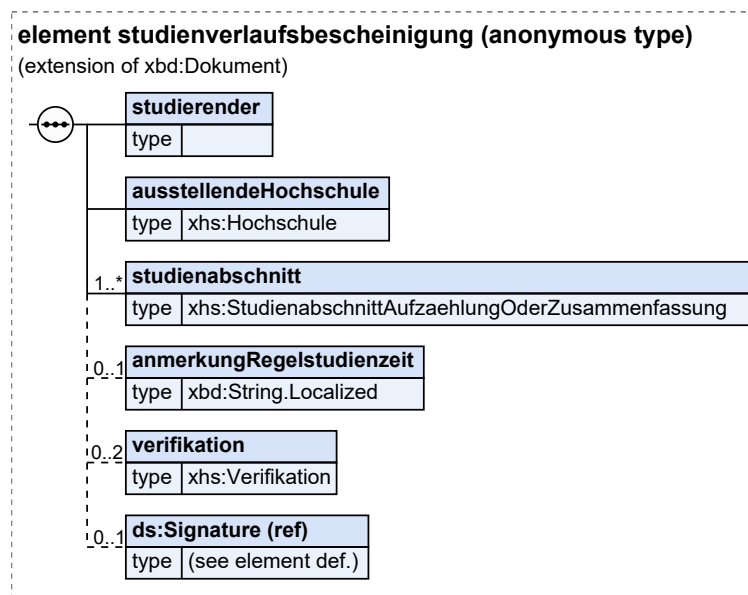 element studienverlaufsbescheinigung (anonymous type)
(extension of xbd:Dokument)
studierender
type
ausstellendeHochschule
type xhs:Hochschule
1..* studienabschnitt
type xhs:StudienabschnittAufzaehlungOderZusammenfassung
0..1 anmerkungRegelstudienzeit
type xbd:String.Localized
0..2 verifikation
type xhs:Verifikation
0..1 ds:Signature (ref)
type (see element def.)